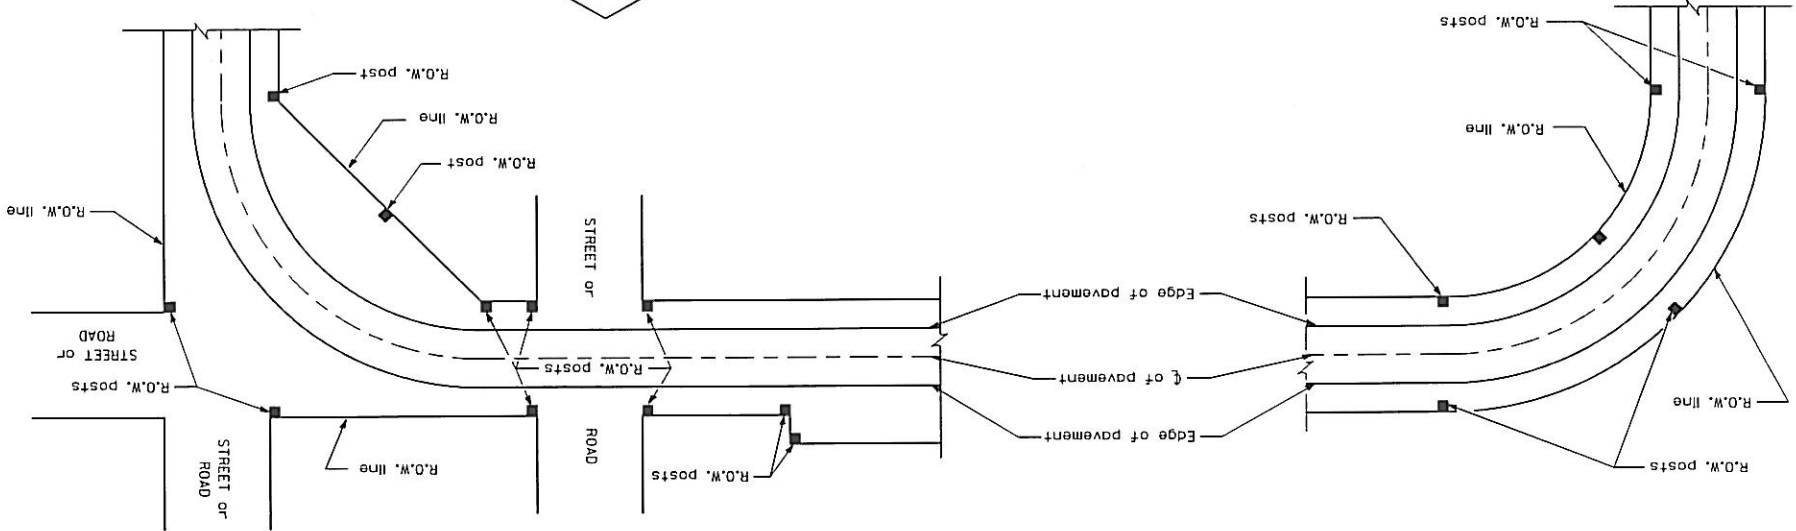 R.O.W. posts
R.O.W. posts
R.O.W. line
STREET or
ROAD
Edge of pavement
R.O.W. line
℄ of pavement
R.O.W. posts
R.O.W. posts
STREET or
ROAD
Edge of pavement
STREET or
ROAD
R.O.W. posts
R.O.W. line
R.O.W. post
R.O.W. line
R.O.W. line
R.O.W. post
R.O.W. posts